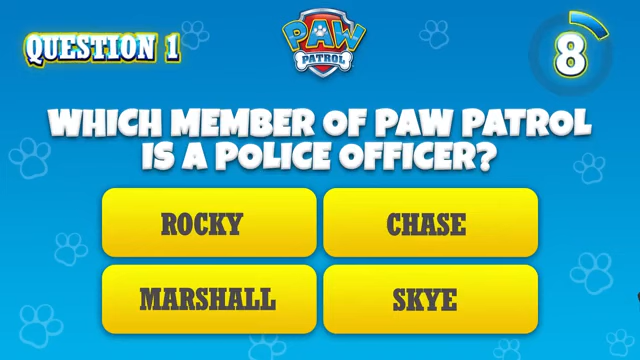 QUESTION 1
PAW
PATROL
8
WHICH MEMBER OF PAW PATROL
IS A POLICE OFFICER?
ROCKY
CHASE
MARSHALL
SKYE